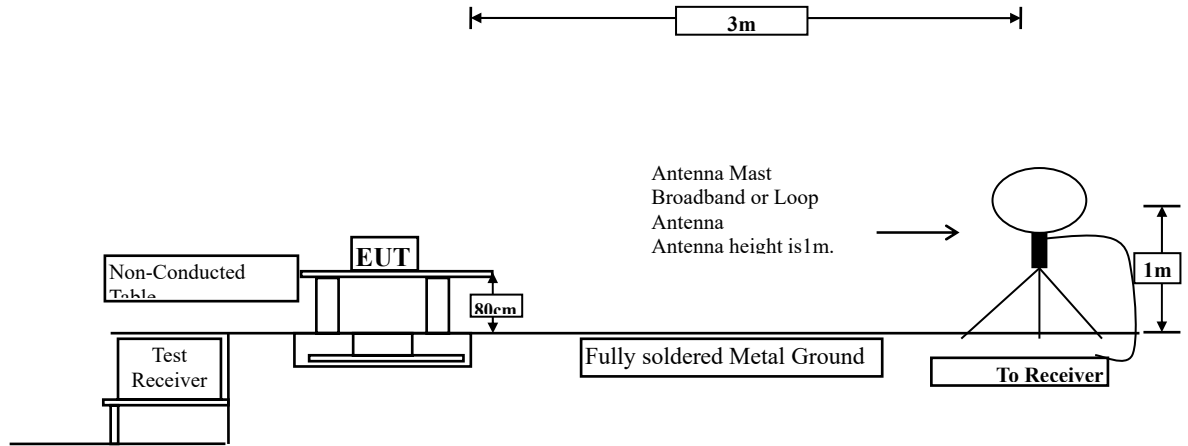 3m
Antenna Mast
Broadband or Loop
Antenna
Antenna height is1m.
EUT
Non-Conducted
Table
80cm
1m
Test
Receiver
Fully soldered Metal Ground
To Receiver